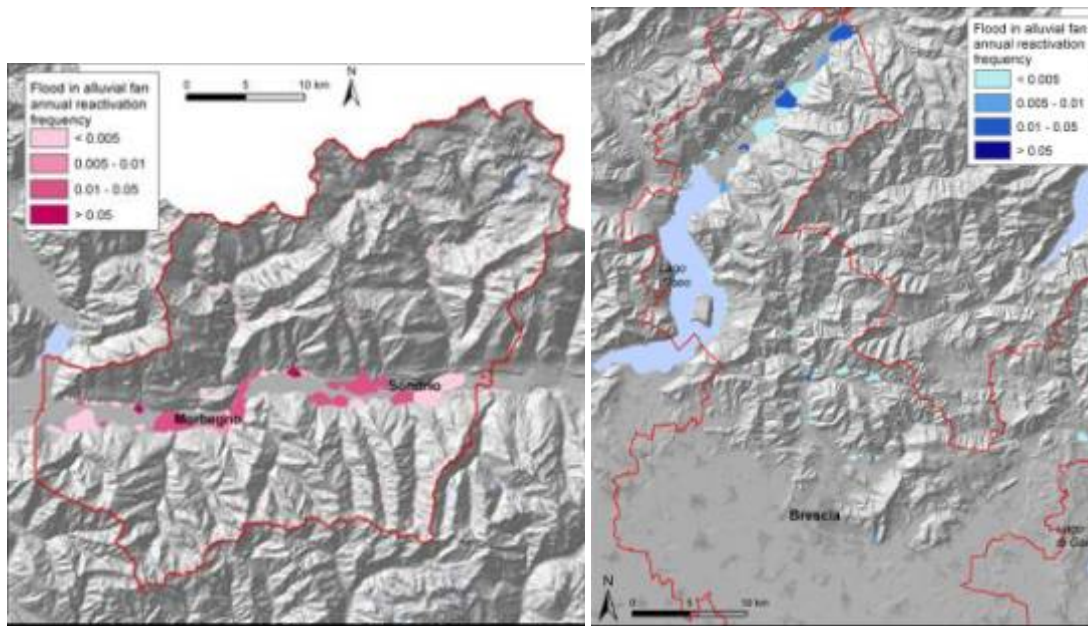 Flood in alluvial fan
annual reactivation
frequency
< 0.005
0.005 - 0.01
0.01 - 0.05
> 0.05
0 5 10 km
N
Sondrio
Morbegno
Flood in alluvial fan
annual reactivation
frequency
< 0.005
0.005 - 0.01
0.01 - 0.05
> 0.05
Lago
Brescia
N
0 5 10 km